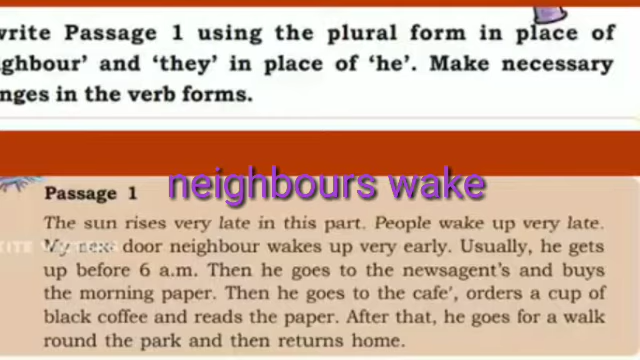 write Passage 1 using the plural form in place of
ghbour’ and ‘they’ in place of ‘he’. Make necessary
nges in the verb forms.
neighbours wake
Passage 1
The sun rises very late in this part. People wake up very late.
My next door neighbour wakes up very early. Usually, he gets
up before 6 a.m. Then he goes to the newsagent’s and buys
the morning paper. Then he goes to the cafe’, orders a cup of
black coffee and reads the paper. After that, he goes for a walk
round the park and then returns home.